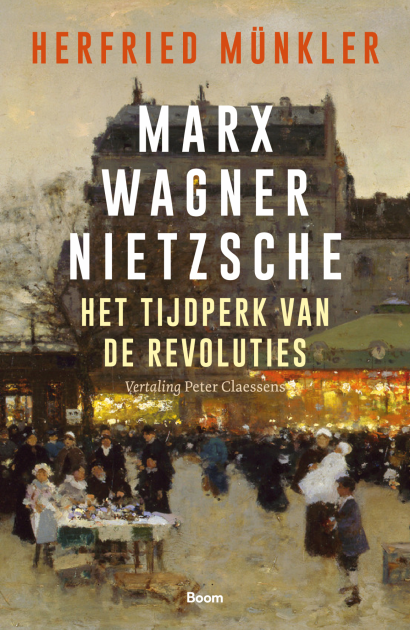 HERFRIED MÜNKLER
MARX
WAGNER
NIETZSCHE
HET TIJDPERK VAN
DE REVOLUTIES
Vertaling Peter Claessens
Boom